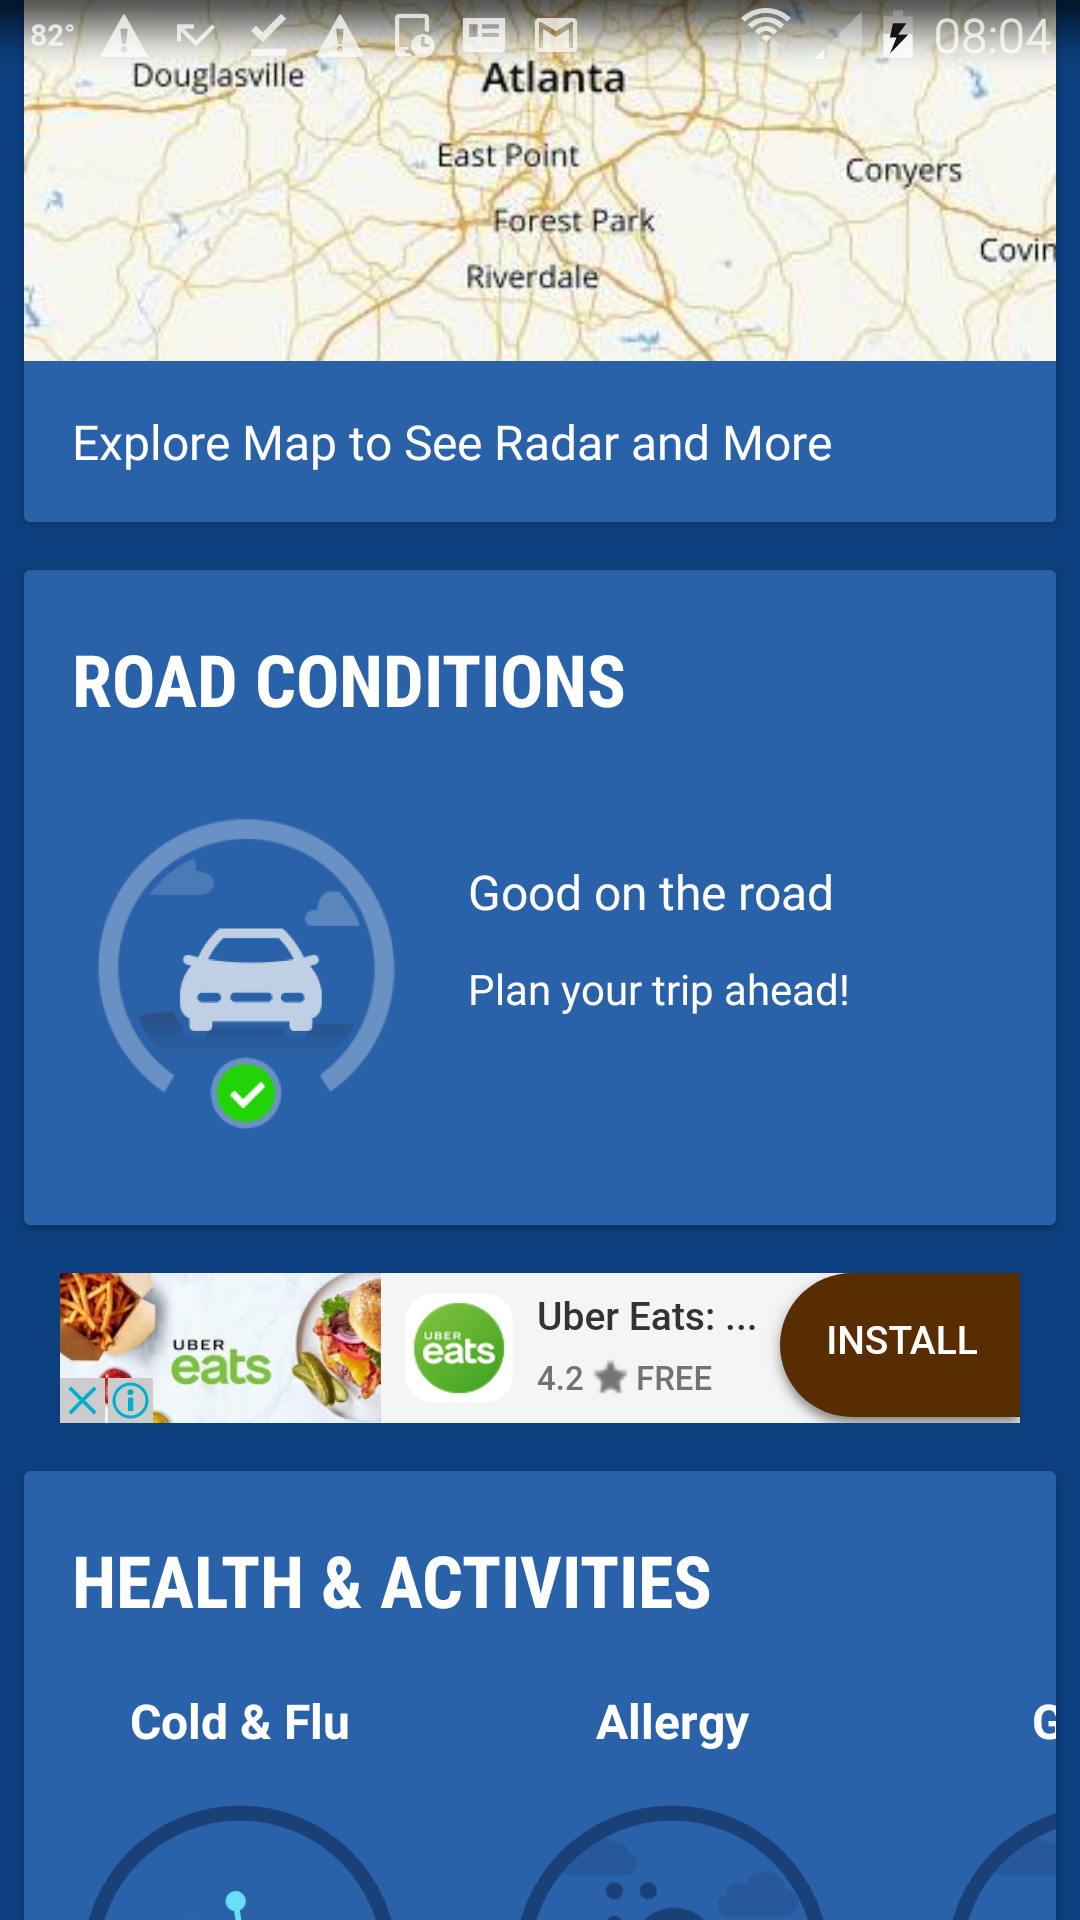 82°
08:04
Douglasville
Atlanta
East Point
Conyers
Forest Park
Covin
Riverdale
Explore Map to See Radar and More
ROAD CONDITIONS
Good on the road
Plan your trip ahead!
UBER
eats
UBER
eats
Uber Eats: ...
4.2 ★ FREE
INSTALL
HEALTH & ACTIVITIES
Cold & Flu
Allergy
G